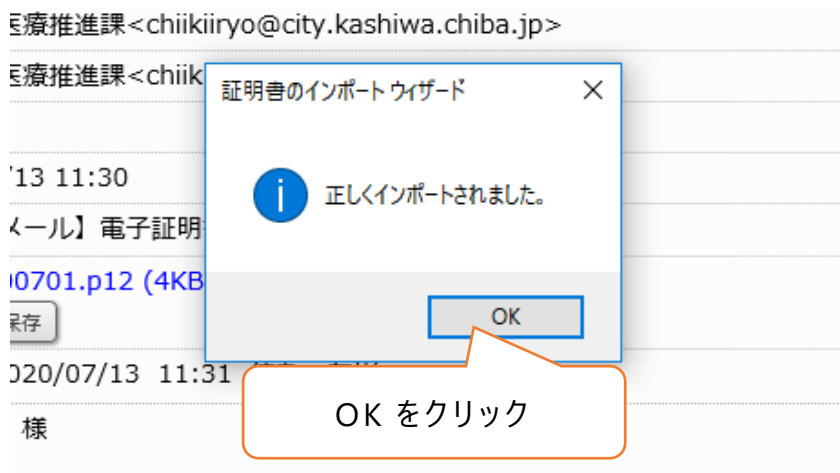 医療推進課<chiikiiryo@city.kashiwa.chiba.jp>
医療推進課<chiik
証明書のインポート ウィザード
/13 11:30
正しくインポートされました。
メール】電子証明
00701.p12 (4KB
保存
OK
020/07/13 11:31
OK をクリック
様